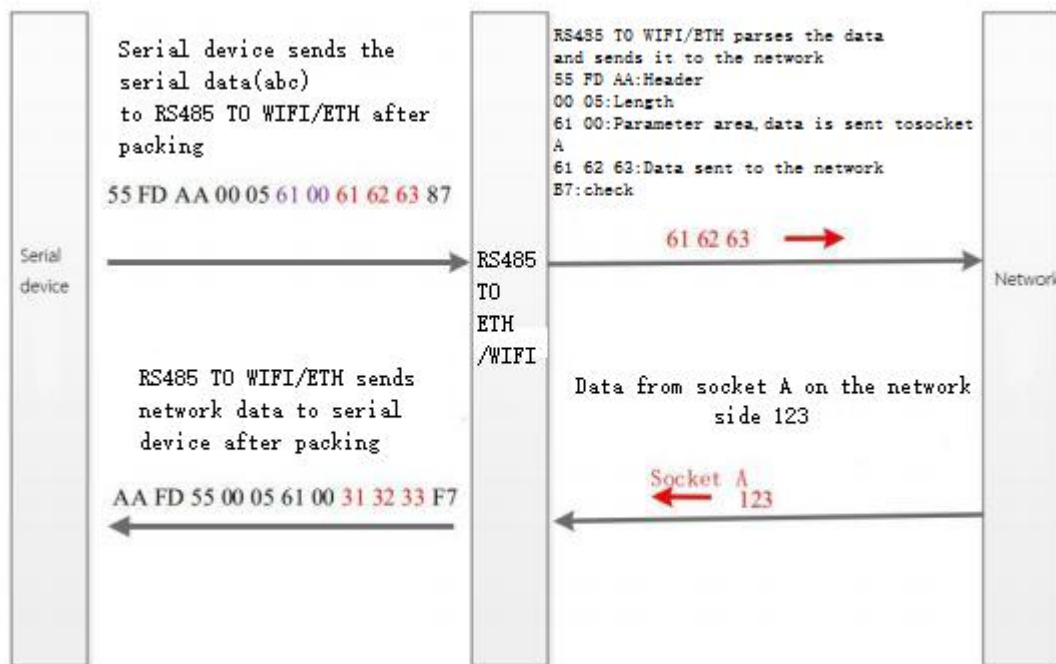 Serial device sends the
serial data(abc)
to RS485 TO WIFI/ETH after
packing
55 FD AA 00 05 61 00 61 62 63 87
RS485 TO WIFI/ETH parses the data
and sends it to the network
55 FD AA:Header
00 05:Length
61 00:Parameter area,data is sent tosocket
A
61 62 63:Data sent to the network
B7:check
61 62 63
Serial
device
RS485
TO
ETH
/WIFI
Network
RS485 TO WIFI/ETH sends
network data to serial
device after packing
AA FD 55 00 05 61 00 31 32 33 F7
Data from socket A on the network
side 123
Socket A
123